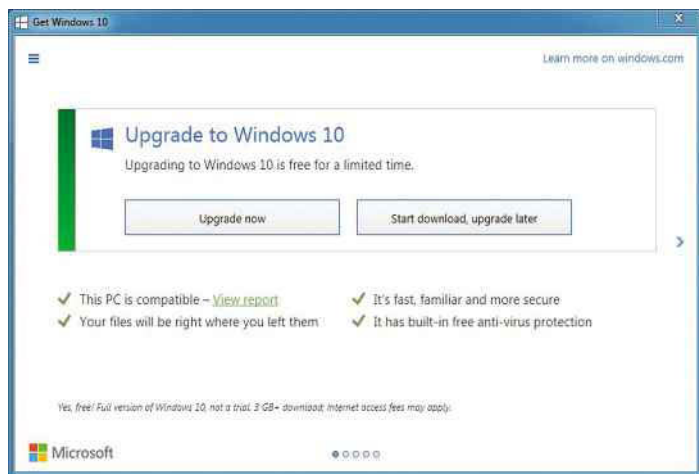 Get Windows 10
X
Learn more on windows.com
Upgrade to Windows 10
Upgrading to Windows 10 is free for a limited time.
Upgrade now
Start download, upgrade later
This PC is compatible – View report
It's fast, familiar and more secure
Your files will be right where you left them
It has built-in free anti-virus protection
Yes, free! Full version of Windows 10, not a trial. 3 GB+ download; Internet access fees may apply.
Microsoft